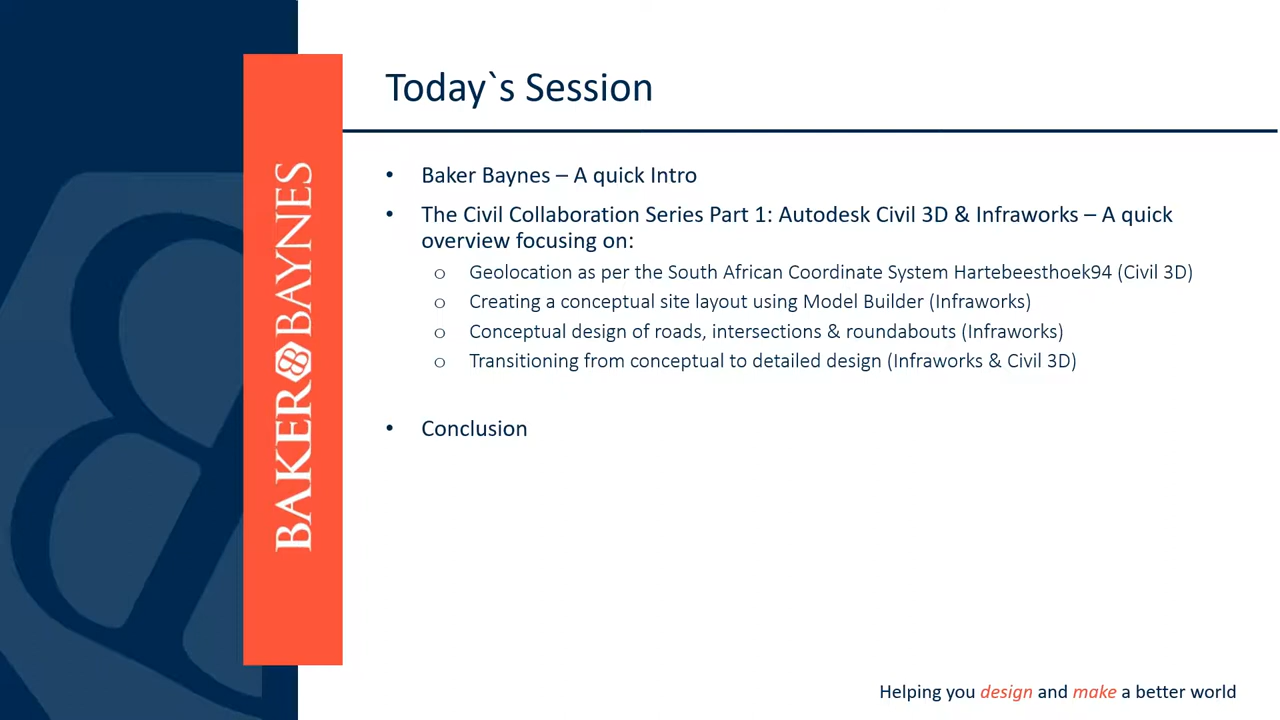 Today`s Session
BAKER BAYNES
• Baker Baynes – A quick Intro
• The Civil Collaboration Series Part 1: Autodesk Civil 3D & Infraworks – A quick
overview focusing on:
o Geolocation as per the South African Coordinate System Hartebeesthoek94 (Civil 3D)
o Creating a conceptual site layout using Model Builder (Infraworks)
o Conceptual design of roads, intersections & roundabouts (Infraworks)
o Transitioning from conceptual to detailed design (Infraworks & Civil 3D)
• Conclusion
Helping you design and make a better world